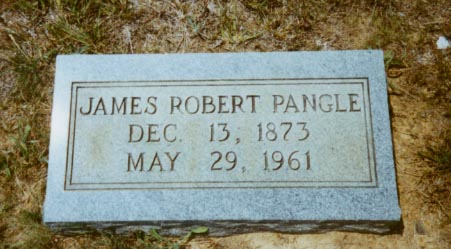 JAMES ROBERT PANGLE
DEC. 13, 1873
MAY 29, 1961